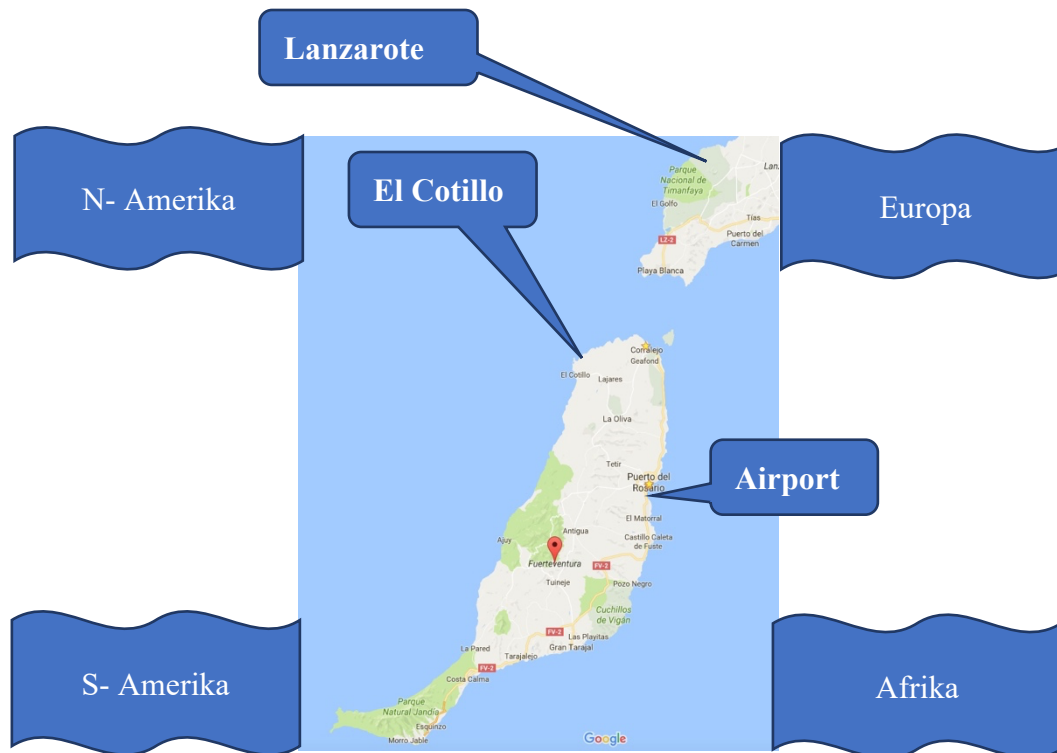 Lanzarote
N- Amerika
El Cotillo
Europa
Parque
Nacional de
Timanfaya
Lan
El Golfo
Tías
LZ-2
Puerto del
Carmen
Playa Blanca
Corralejo
Geafond
El Cotillo
Lajares
La Oliva
Tetir
Puerto del
Rosario
Airport
El Matorral
Antigua
Castillo Caleta
de Fuste
Ajuy
Fuerteventura
FV-2
Tuineje
Pozo Negro
Cuchillos
de Vigán
FV-2
Las Playitas
La Pared
Gran Tarajal
Tarajalejo
FV-2
Costa Calma
S- Amerika
Afrika
Parque
Natural Jandía
Esquinzo
Morro Jable
Google